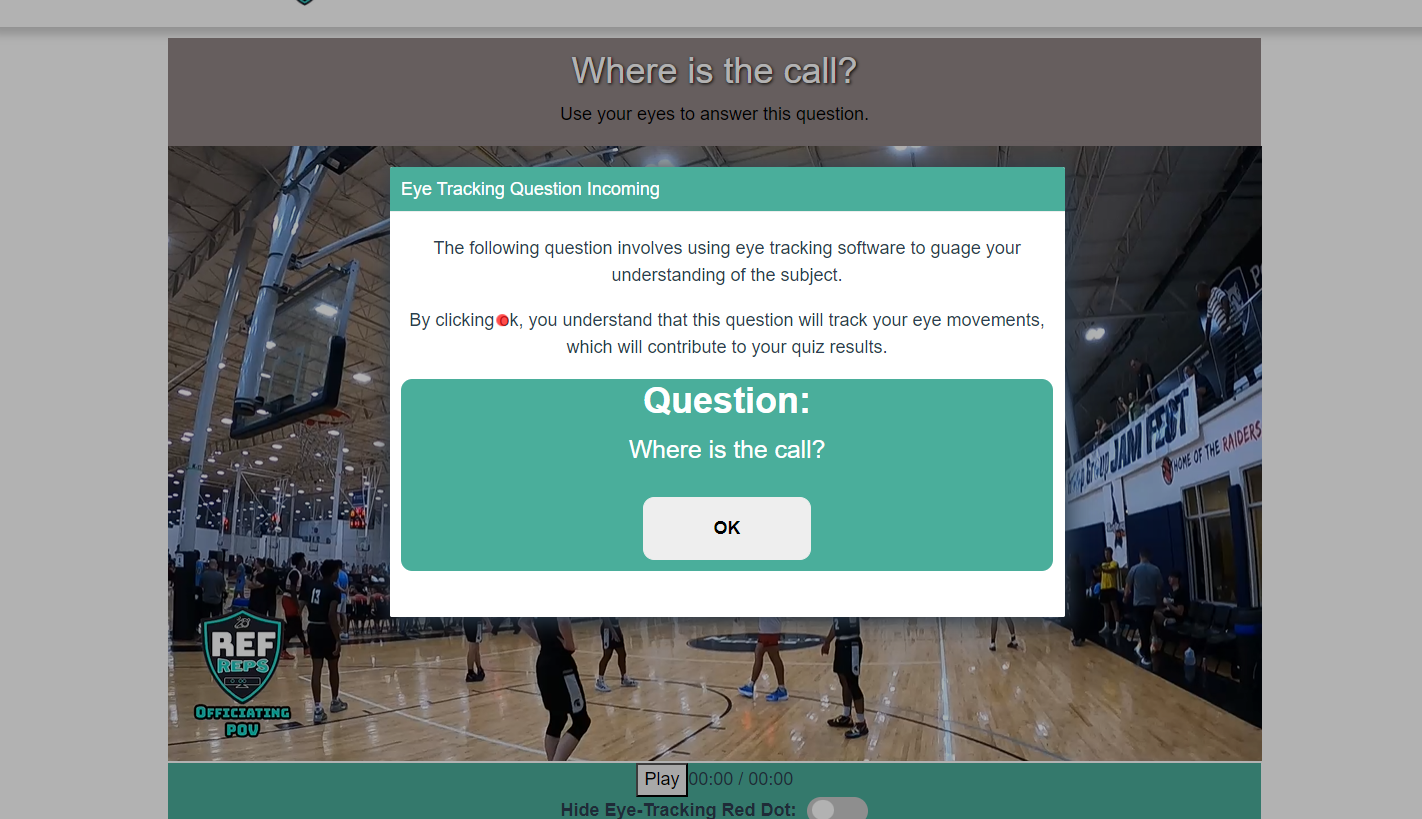 Where is the call?
Use your eyes to answer this question.
Eye Tracking Question Incoming
The following question involves using eye tracking software to guage your
understanding of the subject.
By clicking ok, you understand that this question will track your eye movements,
which will contribute to your quiz results.
Question:
Where is the call?
OK
JAM FEST
HOME OF THE RAIDERS
13
REF
REPS
OFFICIATING
POV
Play 00:00 / 00:00
Hide Eye-Tracking Red Dot: